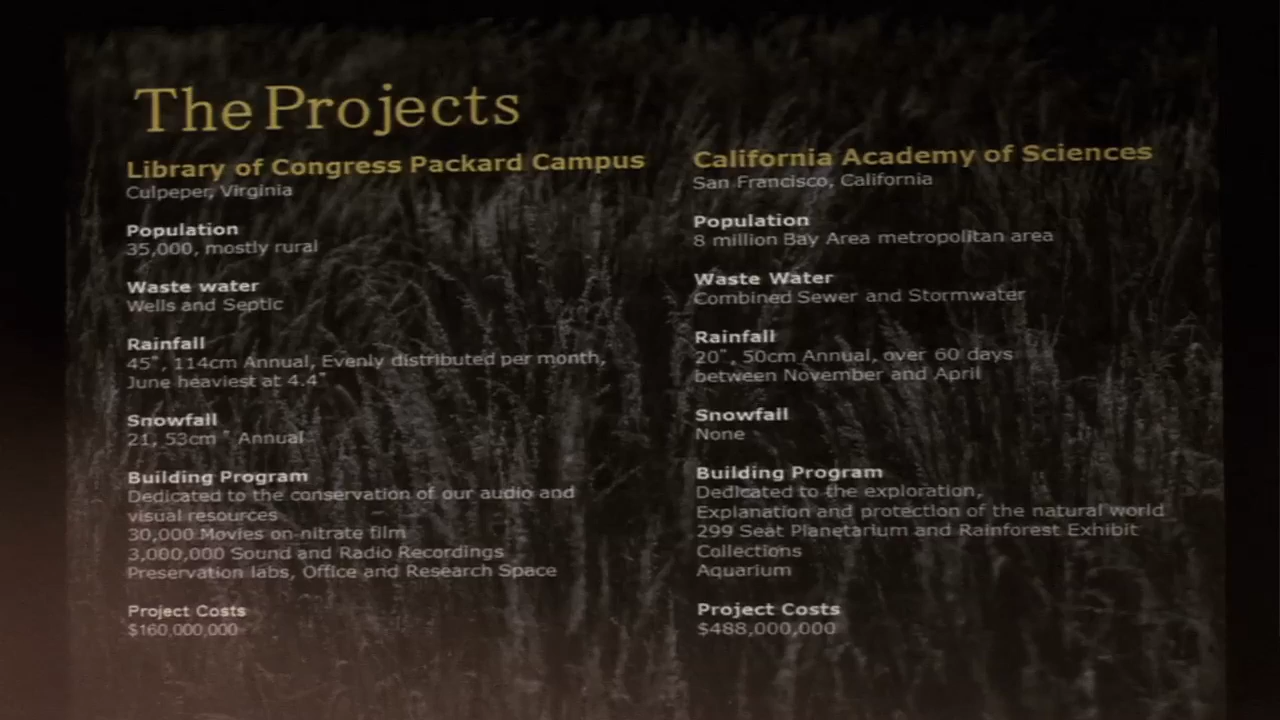 The Projects
Library of Congress Packard Campus
Culpeper, Virginia
Population
35,000, mostly rural
Waste water
Wells and Septic
Rainfall
45", 114cm Annual, Evenly distributed per month,
June heaviest at 4.4"
Snowfall
21, 53cm " Annual
Building Program
Dedicated to the conservation of our audio and
visual resources
30,000 Movies on nitrate film
3,000,000 Sound and Radio Recordings
Preservation labs, Office and Research Space
Project Costs
$160,000,000
California Academy of Sciences
San Francisco, California
Population
8 million Bay Area metropolitan area
Waste Water
Combined Sewer and Stormwater
Rainfall
20", 50cm Annual, over 60 days
between November and April
Snowfall
None
Building Program
Dedicated to the exploration,
Explanation and protection of the natural world
299 Seat Planetarium and Rainforest Exhibit
Collections
Aquarium
Project Costs
$488,000,000